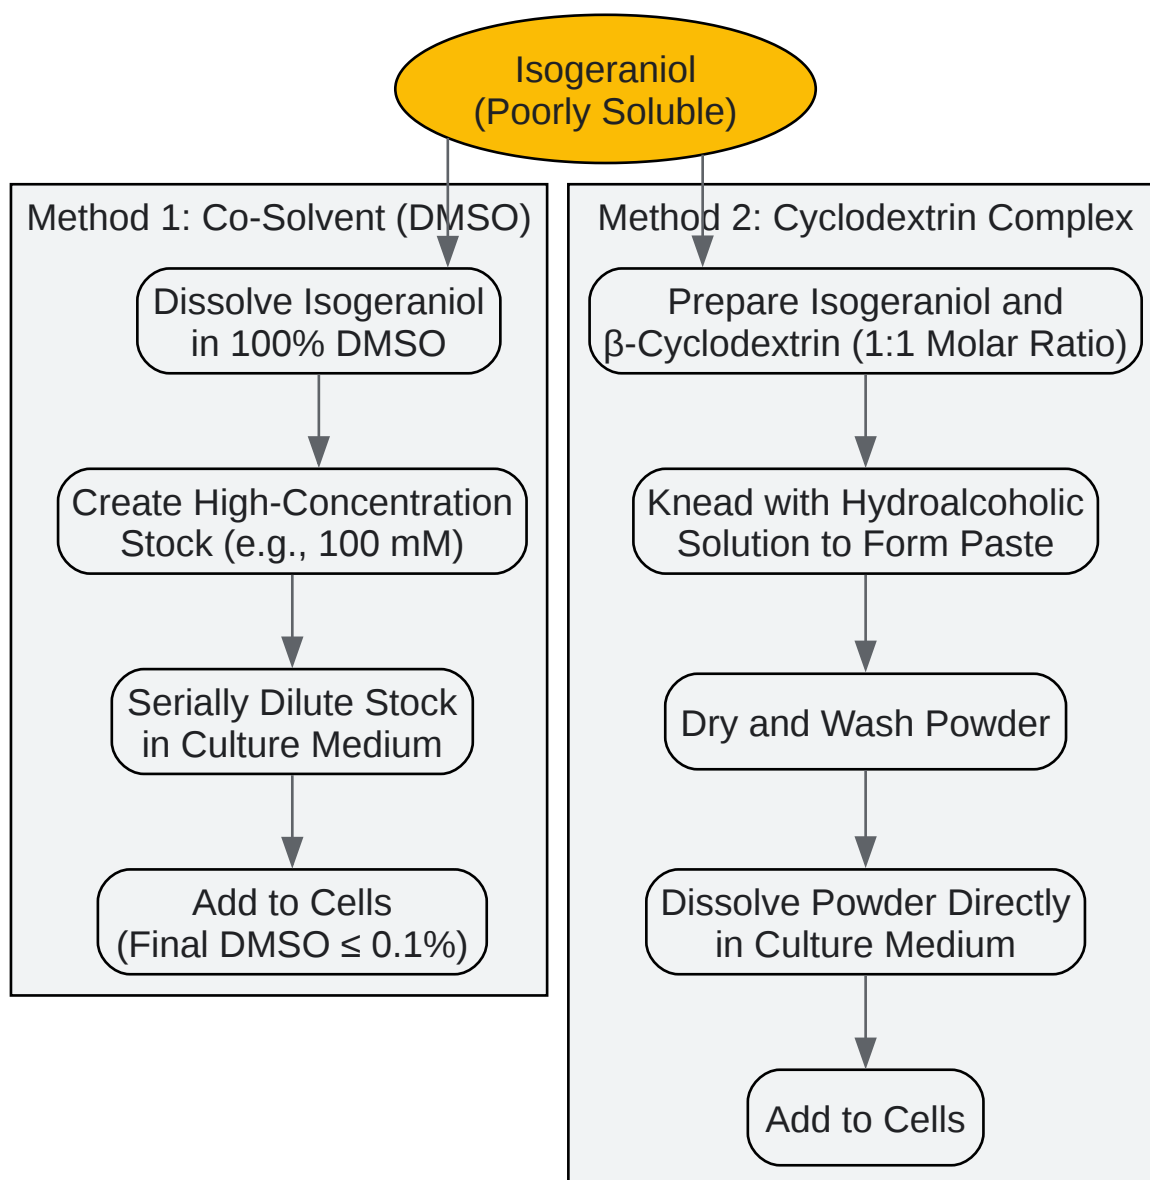 Isogeraniol
(Poorly Soluble)
Method 1: Co-Solvent (DMSO)
Dissolve Isogeraniol
in 100% DMSO
Create High-Concentration
Stock (e.g., 100 mM)
Serially Dilute Stock
in Culture Medium
Add to Cells
(Final DMSO ≤ 0.1%)
Method 2: Cyclodextrin Complex
Prepare Isogeraniol and
β-Cyclodextrin (1:1 Molar Ratio)
Knead with Hydroalcoholic
Solution to Form Paste
Dry and Wash Powder
Dissolve Powder Directly
in Culture Medium
Add to Cells